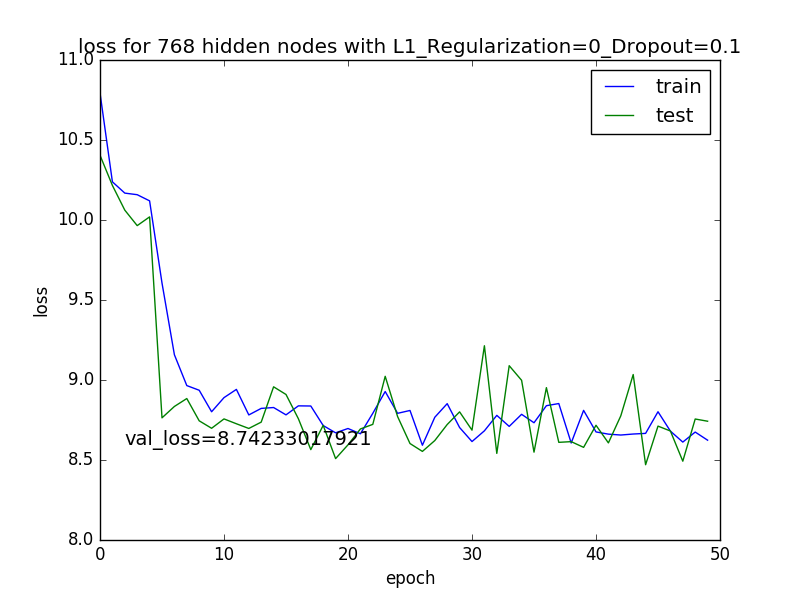 loss for 768 hidden nodes with L1_Regularization=0_Dropout=0.1
11.0
10.5
10.0
9.5
9.0
8.5
8.0
loss
train
test
val_loss=8.74233017921
0 10 20 30 40 50
epoch